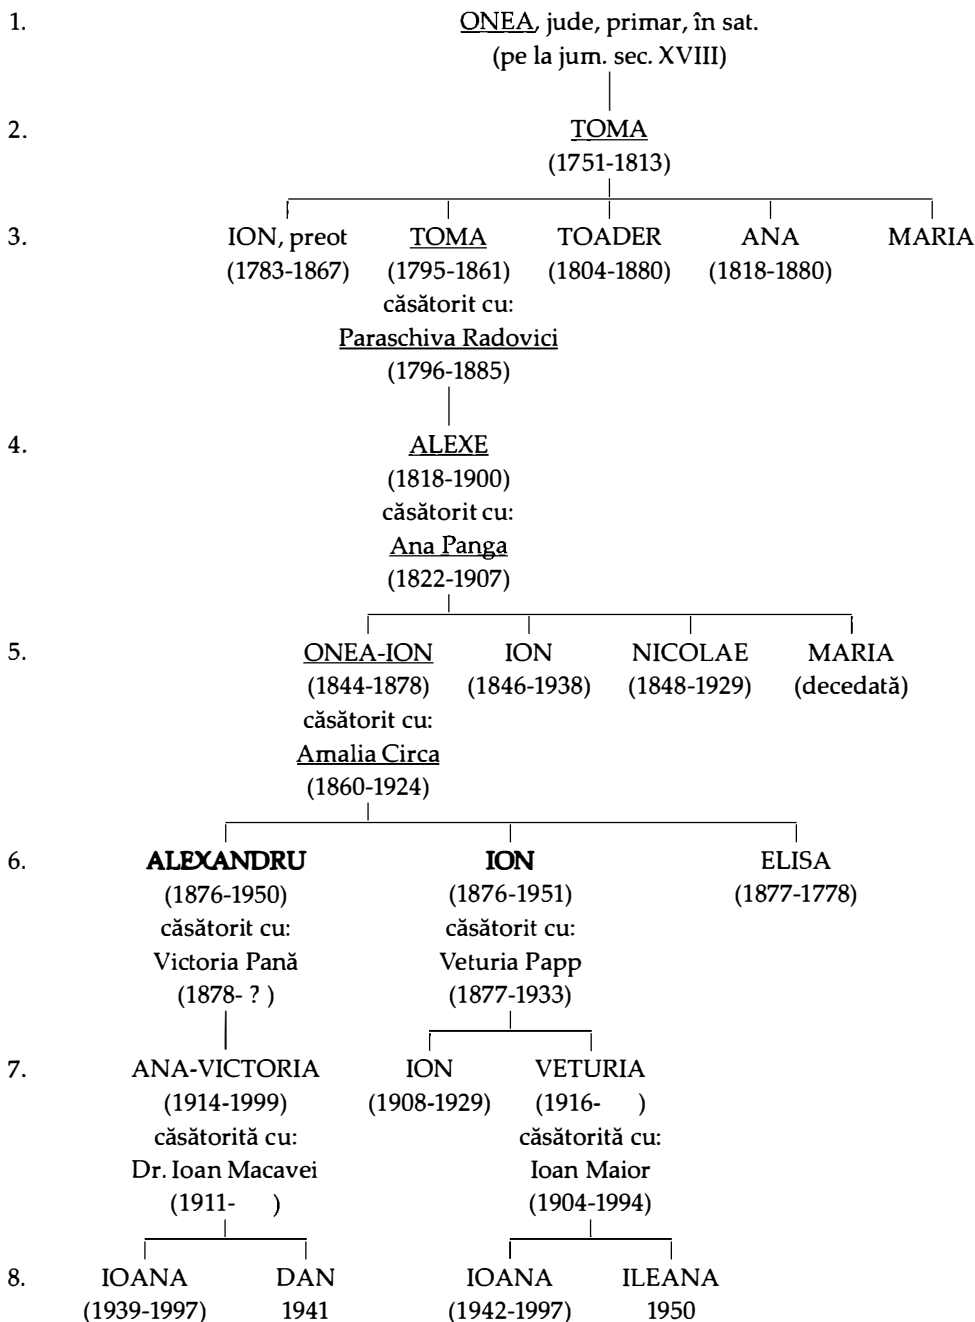 1. ONEA, jude, primar, în sat.
(pe la jum. sec. XVIII)
2. TOMA
(1751-1813)
3. ION, preot TOMA TOADER ANA MARIA
(1783-1867) (1795-1861) (1804-1880) (1818-1880)
căsătorit cu:
Paraschiva Radovici
(1796-1885)
4. ALEXE
(1818-1900)
căsătorit cu:
Ana Panga
(1822-1907)
5. ONEA-ION ION NICOLAE MARIA
(1844-1878) (1846-1938) (1848-1929) (decedată)
căsătorit cu:
Amalia Circa
(1860-1924)
6. ALEXANDRU ION ELISA
(1876-1950) (1876-1951) (1877-1778)
căsătorit cu: căsătorit cu:
Victoria Pană Veturia Papp
(1878- ? ) (1877-1933)
7. ANA-VICTORIA ION VETURIA
(1914-1999) (1908-1929) (1916- )
căsătorită cu: căsătorită cu:
Dr. Ioan Macavei Ioan Maior
(1911- ) (1904-1994)
8. IOANA DAN IOANA ILEANA
(1939-1997) 1941 (1942-1997) 1950